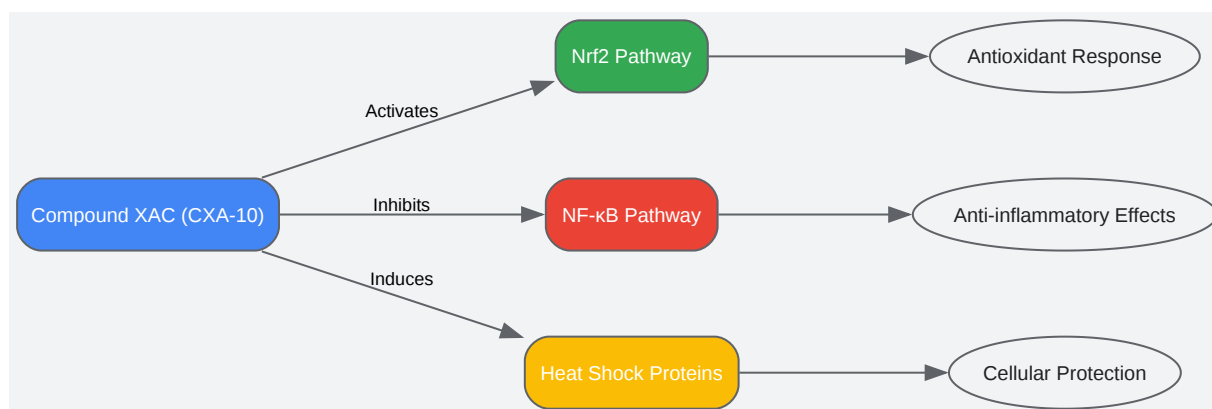 Nrf2 Pathway
Antioxidant Response
Activates
Compound XAC (CXA-10)
Inhibits
NF-κB Pathway
Anti-inflammatory Effects
Induces
Heat Shock Proteins
Cellular Protection